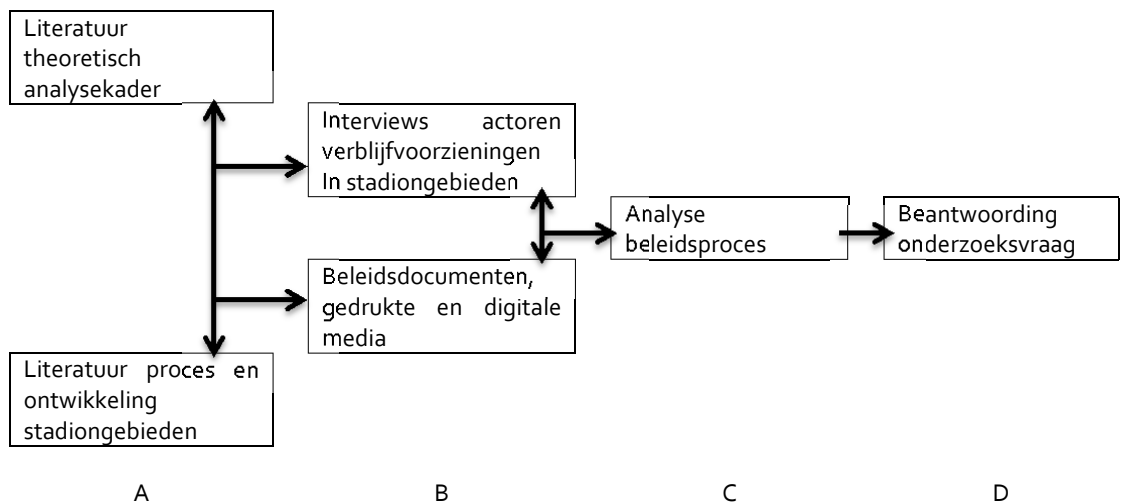 Literatuur
theoretisch
analysekader
Interviews actoren
verblijfvoorzieningen
In stadiongebieden
Analyse
beleidsproces
Beantwoording
onderzoeksvraag
Beleidsdocumenten,
gedrukte en digitale
media
Literatuur proces en
ontwikkeling
stadiongebieden
A B C D